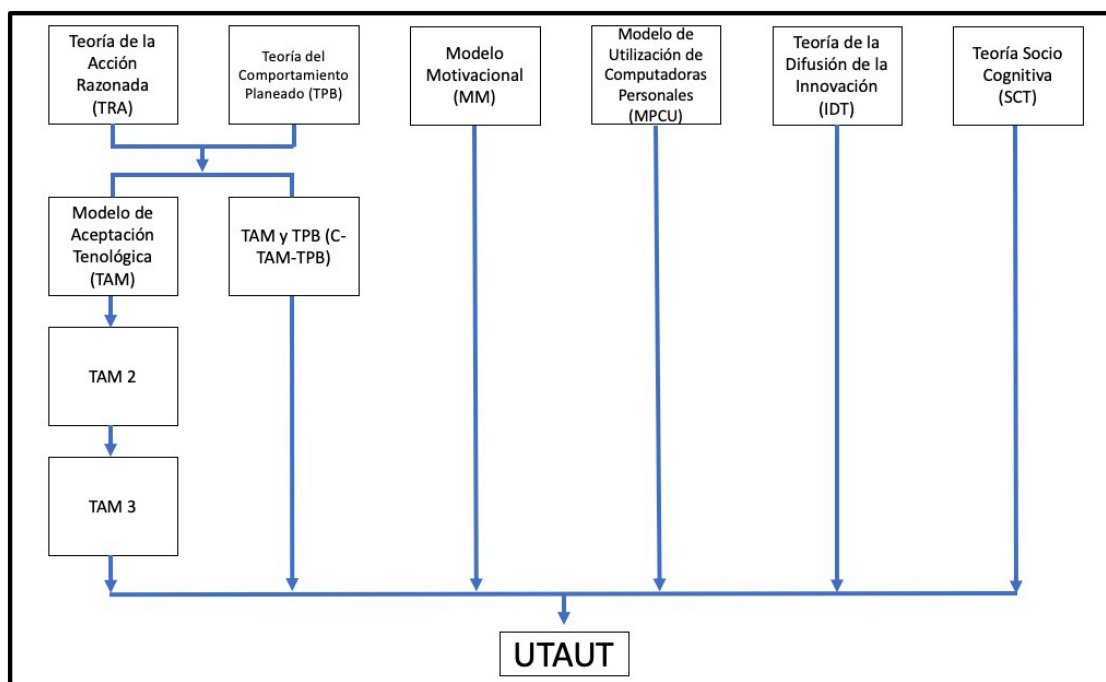 Teoría de la
Acción
Razonada
(TRA)
Teoría del
Comportamiento
Planeado (TPB)
Modelo
Motivacional
(MM)
Modelo de
Utilización de
Computadoras
Personales
(MPCU)
Teoría de la
Difusión de la
Innovación
(IDT)
Teoría Socio
Cognitiva
(SCT)
Modelo de
Aceptación
Tenológica
(TAM)
TAM y TPB (C-
TAM-TPB)
TAM 2
TAM 3
UTAUT